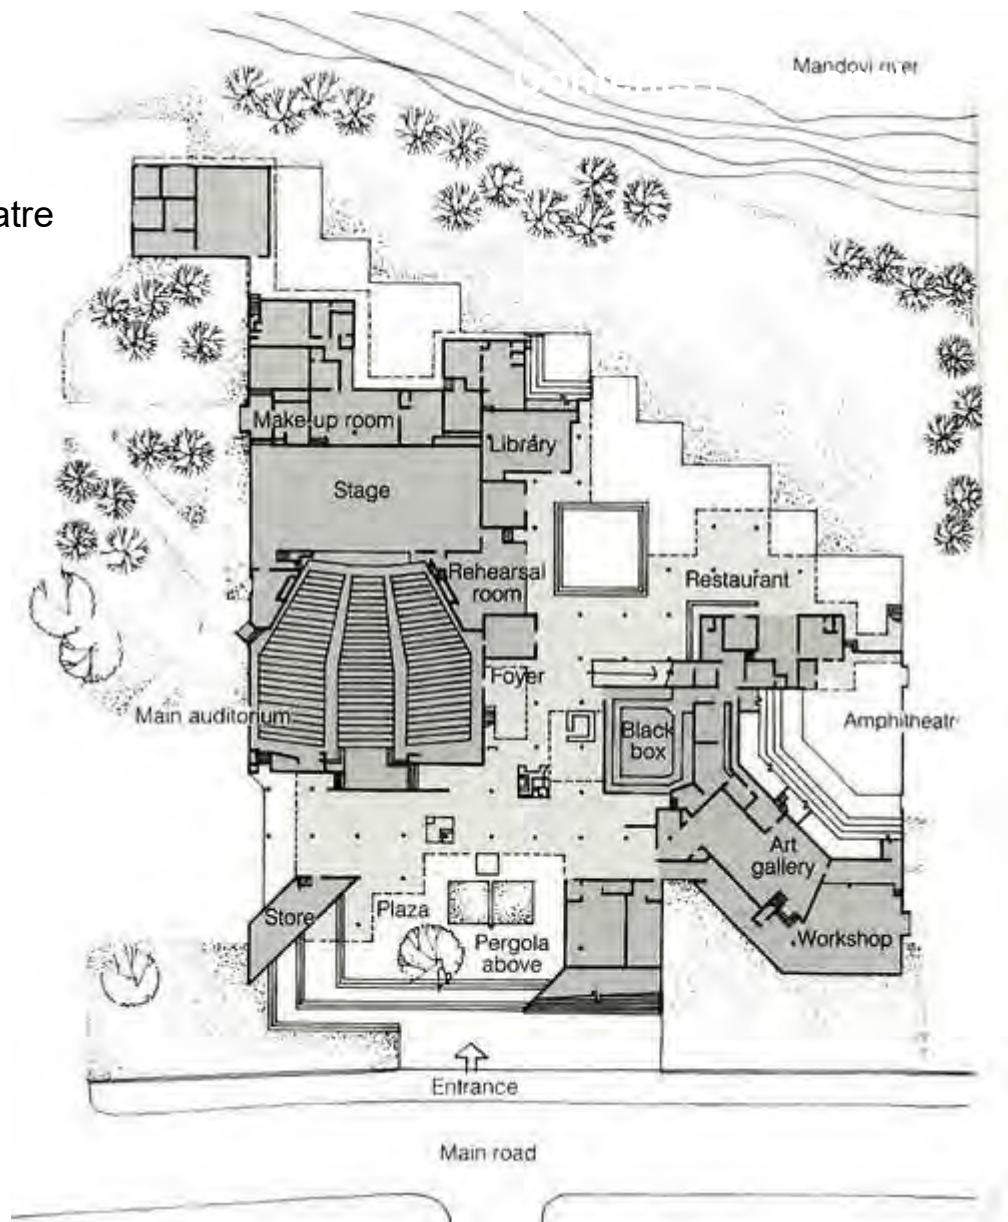 Mandovi river
atre
Make-up room
Library
Stage
Rehearsal
room
Restaurant
Foyer
Main auditorium
Black
box
Amphitheatr
Art
gallery
Store
Plaza
Pergola
above
Workshop
Entrance
Main road